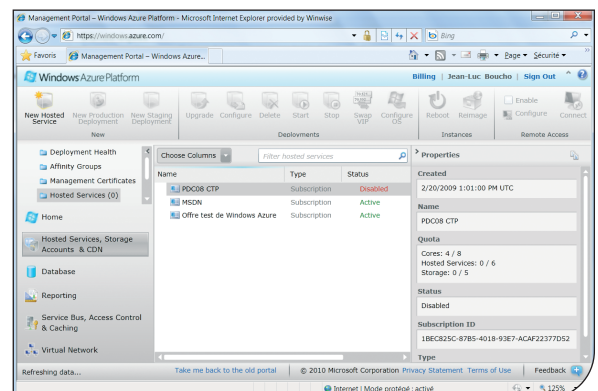 Management Portal – Windows Azure Platform - Microsoft Internet Explorer provided by Winwise
https://windows.azure.com/
Bing
Favoris
Management Portal – Windows Azure...
Page
Sécurité
Windows Azure Platform
Billing | Jean-Luc Boucho | Sign Out
New Hosted Service
New Production Deployment
New Staging Deployment
Upgrade
Configure
Delete
Start
Stop
Swap VIP
Configure OS
Reboot
Reimage
Enable
Configure
Connect
New
Deployments
Instances
Remote Access
Deployment Health
Affinity Groups
Management Certificates
Hosted Services (0)
Home
Hosted Services, Storage Accounts & CDN
Database
Reporting
Service Bus, Access Control & Caching
Virtual Network
Choose Columns
Filter hosted services
Name Type Status
PDC08 CTP Subscription Disabled
MSDN Subscription Active
Offre test de Windows Azure Subscription Active
Properties
Created
2/20/2009 1:01:00 PM UTC
Name
PDC08 CTP
Quota
Cores: 4 / 8
Hosted Services: 0 / 6
Storage: 0 / 5
Status
Disabled
Subscription ID
1BEC825C-87B5-4018-93E7-ACAF22377D52
Type
Refreshing data...
Take me back to the old portal
© 2010 Microsoft Corporation Privacy Statement Terms of Use
Feedback
Internet | Mode protégé : activé
125%